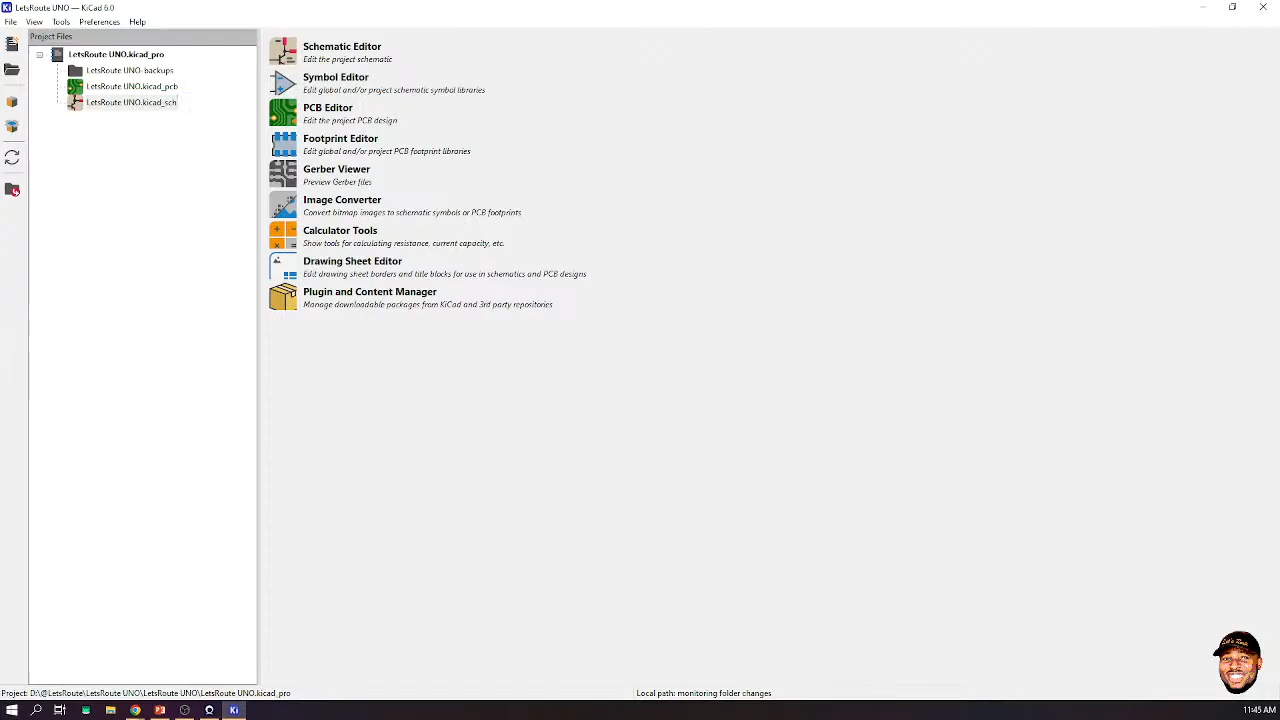 LetsRoute UNO — KiCad 6.0
File View Tools Preferences Help
Project Files
LetsRoute UNO.kicad_pro
LetsRoute UNO-backups
LetsRoute UNO.kicad_pcb
LetsRoute UNO.kicad_sch
Schematic Editor
Edit the project schematic
Symbol Editor
Edit global and/or project schematic symbol libraries
PCB Editor
Edit the project PCB design
Footprint Editor
Edit global and/or project PCB footprint libraries
Gerber Viewer
Preview Gerber files
Image Converter
Convert bitmap images to schematic symbols or PCB footprints
Calculator Tools
Show tools for calculating resistance, current capacity, etc.
Drawing Sheet Editor
Edit drawing sheet borders and title blocks for use in schematics and PCB designs
Plugin and Content Manager
Manage downloadable packages from KiCad and 3rd party repositories
Project: D:\@LetsRoute\LetsRoute UNO\LetsRoute UNO\LetsRoute UNO.kicad_pro
Local path: monitoring folder changes
11:45 AM